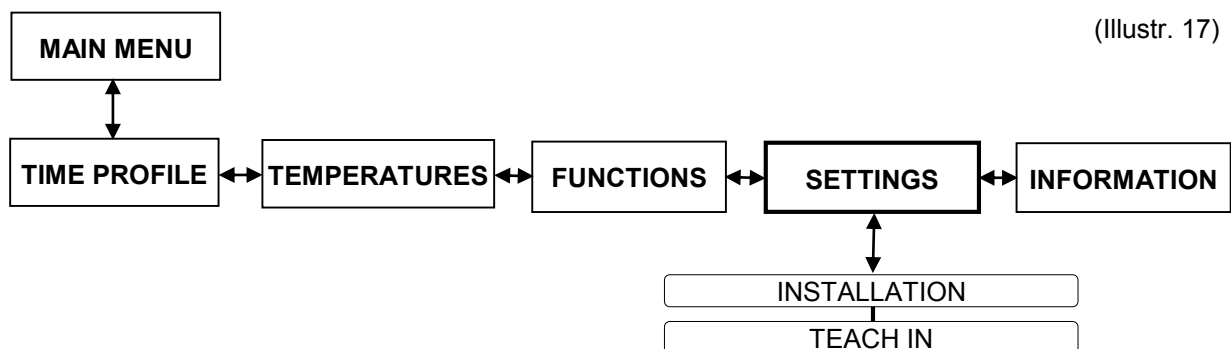 (Illustr. 17)
MAIN MENU
TIME PROFILE
TEMPERATURES
FUNCTIONS
SETTINGS
INFORMATION
INSTALLATION
TEACH IN